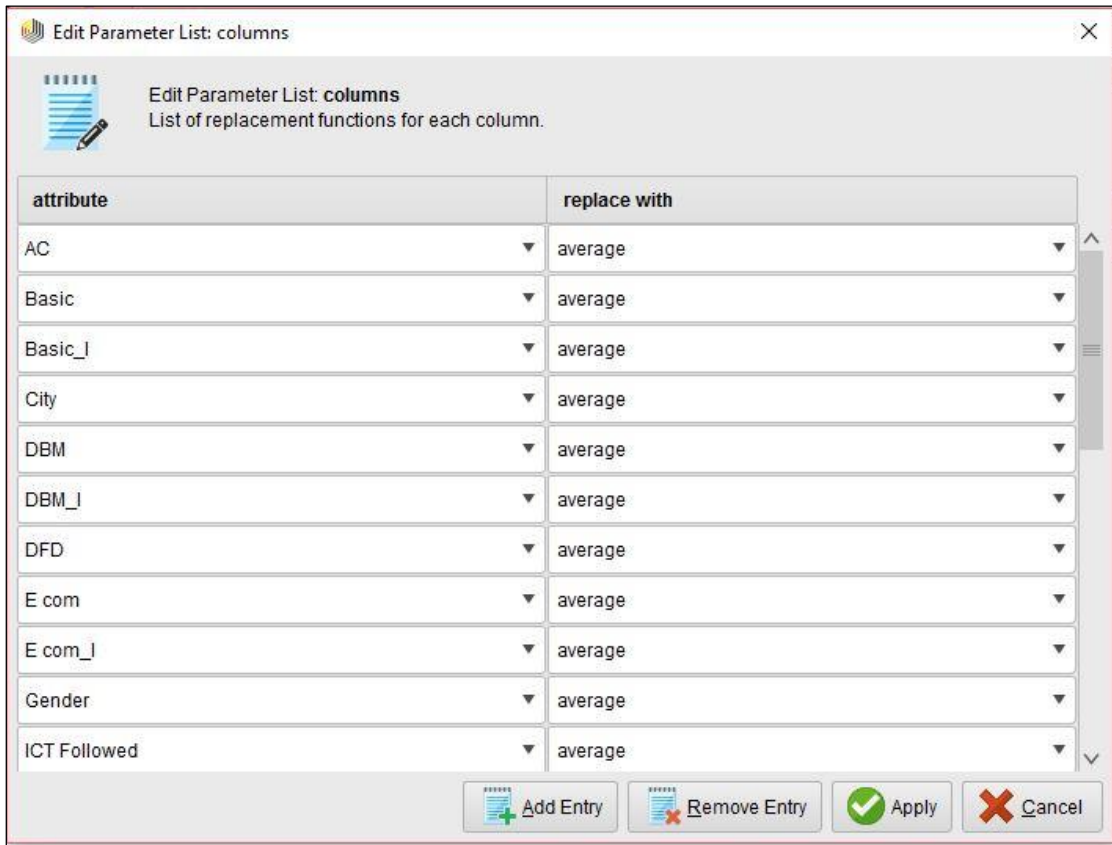 Edit Parameter List: columns
Edit Parameter List: columns
List of replacement functions for each column.
attribute replace with
AC average
Basic average
Basic_I average
City average
DBM average
DBM_I average
DFD average
E com average
E com_I average
Gender average
ICT Followed average
Add Entry Remove Entry Apply Cancel